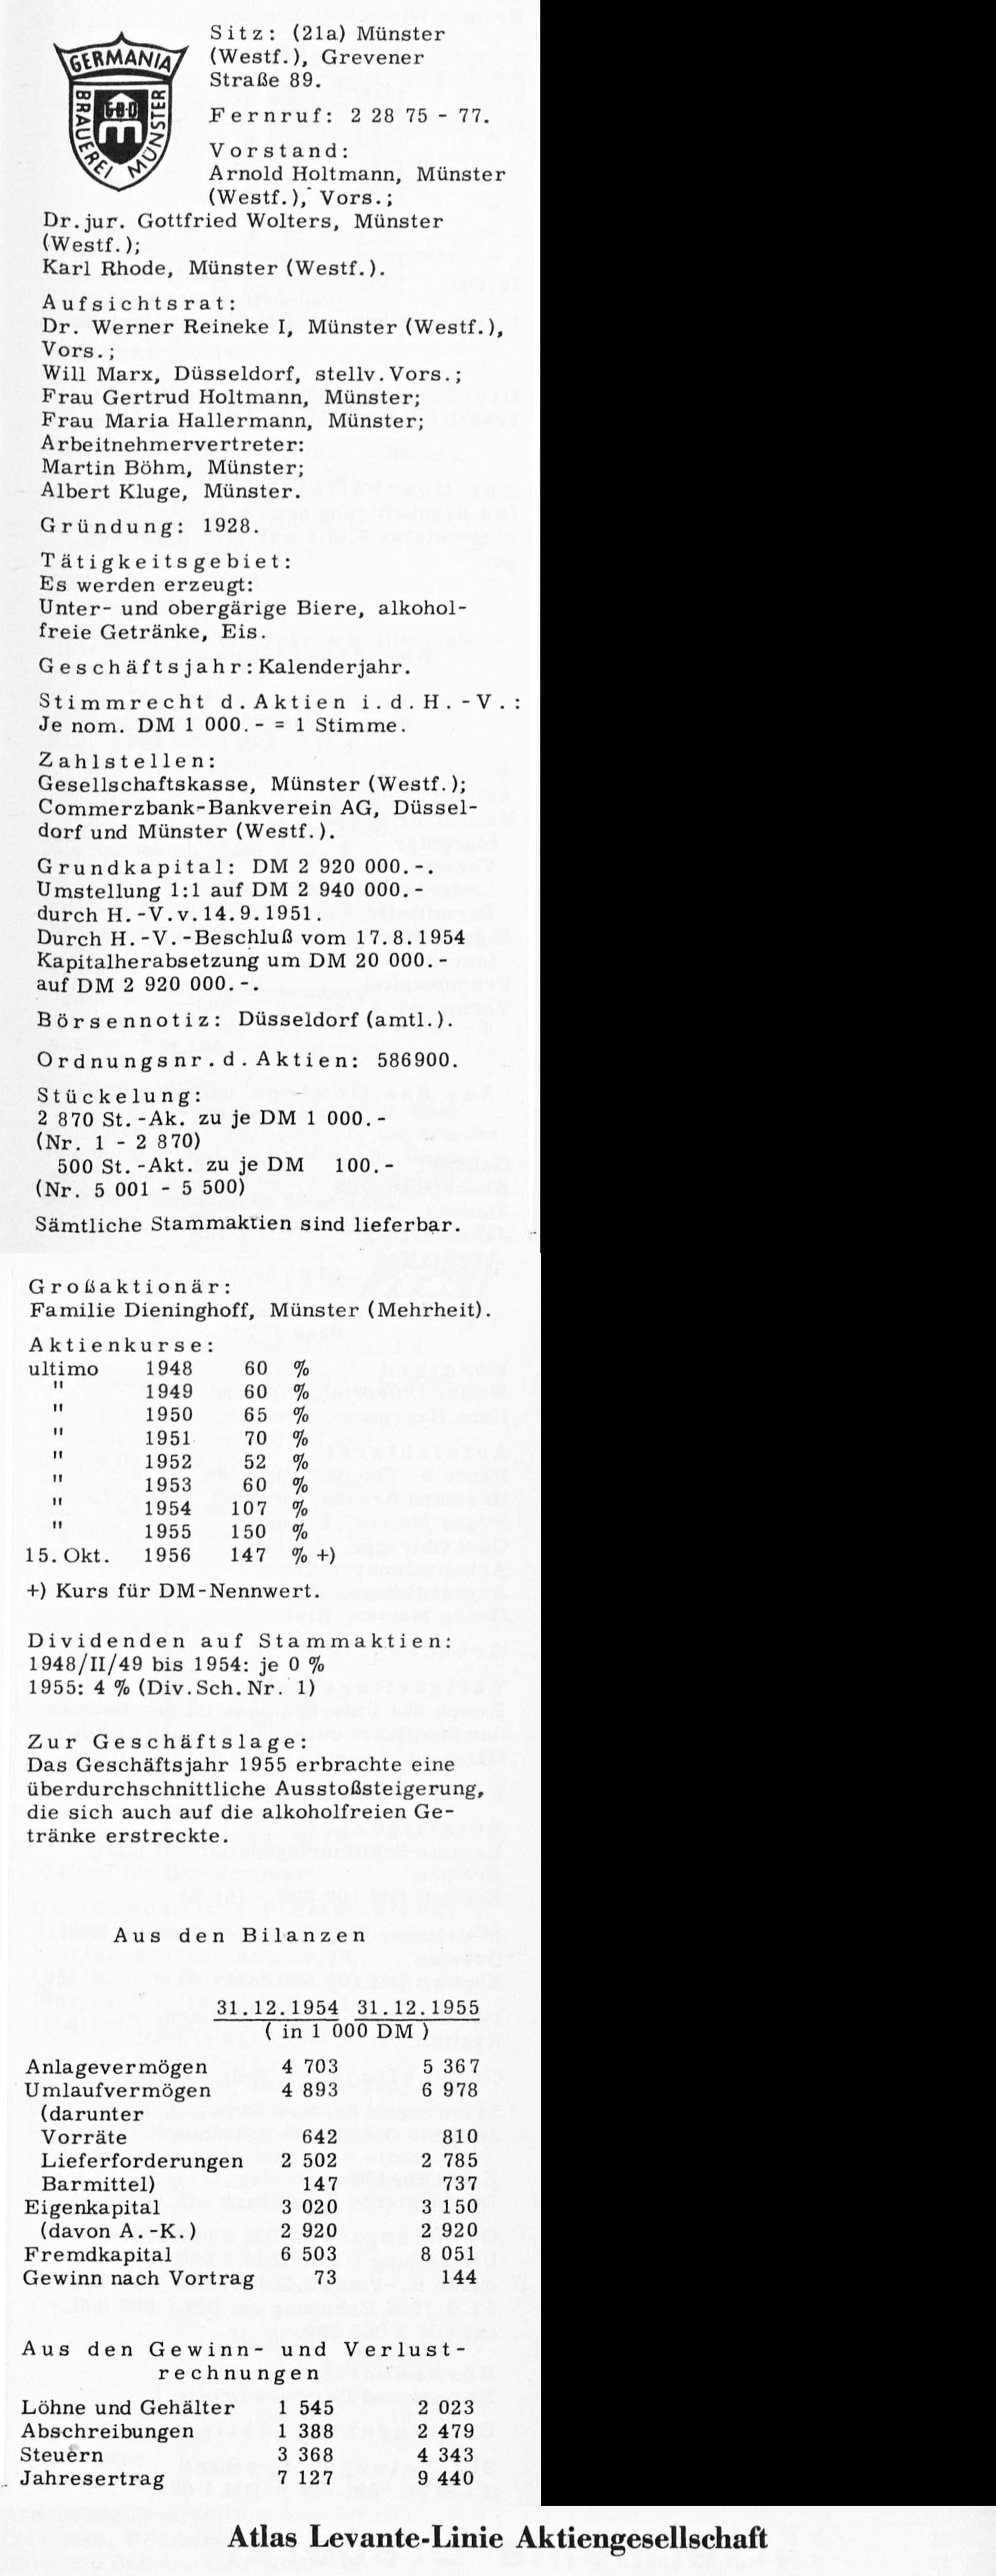 GERMANIA
BRAUEREI MÜNSTER
G·B·D
Sitz: (21a) Münster
(Westf.), Grevener
Straße 89.
Fernruf: 2 28 75 - 77.
Vorstand:
Arnold Holtmann, Münster
(Westf.), Vors.;
Dr.jur. Gottfried Wolters, Münster
(Westf.);
Karl Rhode, Münster (Westf.).
Aufsichtsrat:
Dr. Werner Reineke I, Münster (Westf.),
Vors.;
Will Marx, Düsseldorf, stellv.Vors.;
Frau Gertrud Holtmann, Münster;
Frau Maria Hallermann, Münster;
Arbeitnehmervertreter:
Martin Böhm, Münster;
Albert Kluge, Münster.
Gründung: 1928.
Tätigkeitsgebiet:
Es werden erzeugt:
Unter- und obergärige Biere, alkohol-
freie Getränke, Eis.
Geschäftsjahr: Kalenderjahr.
Stimmrecht d.Aktien i.d.H.-V.:
Je nom. DM 1 000.- = 1 Stimme.
Zahlstellen:
Gesellschaftskasse, Münster (Westf.);
Commerzbank-Bankverein AG, Düssel-
dorf und Münster (Westf.).
Grundkapital: DM 2 920 000.-.
Umstellung 1:1 auf DM 2 940 000.-
durch H.-V.v.14.9.1951.
Durch H.-V.-Beschluß vom 17.8.1954
Kapitalherabsetzung um DM 20 000.-
auf DM 2 920 000.-.
Börsennotiz: Düsseldorf (amtl.).
Ordnungsnr.d.Aktien: 586900.
Stückelung:
2 870 St.-Ak. zu je DM 1 000.-
(Nr. 1 - 2 870)
500 St.-Akt. zu je DM 100.-
(Nr. 5 001 - 5 500)
Sämtliche Stammaktien sind lieferbar.
Großaktionär:
Familie Dieninghoff, Münster (Mehrheit).
Aktienkurse:
ultimo 1948 60 %
" 1949 60 %
" 1950 65 %
" 1951 70 %
" 1952 52 %
" 1953 60 %
" 1954 107 %
" 1955 150 %
15. Okt. 1956 147 % +)
+) Kurs für DM-Nennwert.
Dividenden auf Stammaktien:
1948/II/49 bis 1954: je 0 %
1955: 4 % (Div.Sch.Nr. 1)
Zur Geschäftslage:
Das Geschäftsjahr 1955 erbrachte eine
überdurchschnittliche Ausstoßsteigerung,
die sich auch auf die alkoholfreien Ge-
tränke erstreckte.
Aus den Bilanzen
31.12.1954 31.12.1955
( in 1 000 DM )
Anlagevermögen 4 703 5 367
Umlaufvermögen 4 893 6 978
(darunter
Vorräte 642 810
Lieferforderungen 2 502 2 785
Barmittel) 147 737
Eigenkapital 3 020 3 150
(davon A.-K.) 2 920 2 920
Fremdkapital 6 503 8 051
Gewinn nach Vortrag 73 144
Aus den Gewinn- und Verlust-
rechnungen
Löhne und Gehälter 1 545 2 023
Abschreibungen 1 388 2 479
Steuern 3 368 4 343
Jahresertrag 7 127 9 440
Atlas Levante-Linie Aktiengesellschaft